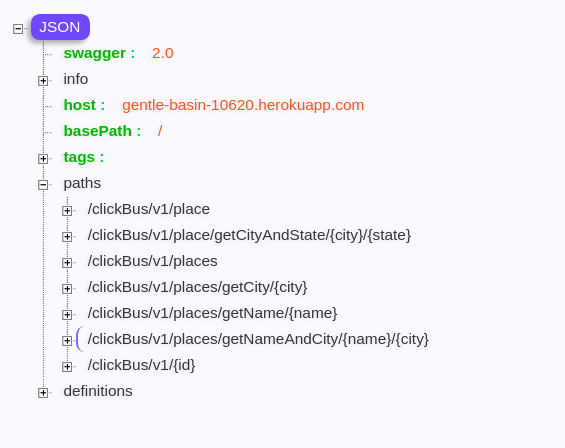 JSON
swagger : 2.0
info
host : gentle-basin-10620.herokuapp.com
basePath : /
tags :
paths
/clickBus/v1/place
/clickBus/v1/place/getCityAndState/{city}/{state}
/clickBus/v1/places
/clickBus/v1/places/getCity/{city}
/clickBus/v1/places/getName/{name}
/clickBus/v1/places/getNameAndCity/{name}/{city}
/clickBus/v1/{id}
definitions